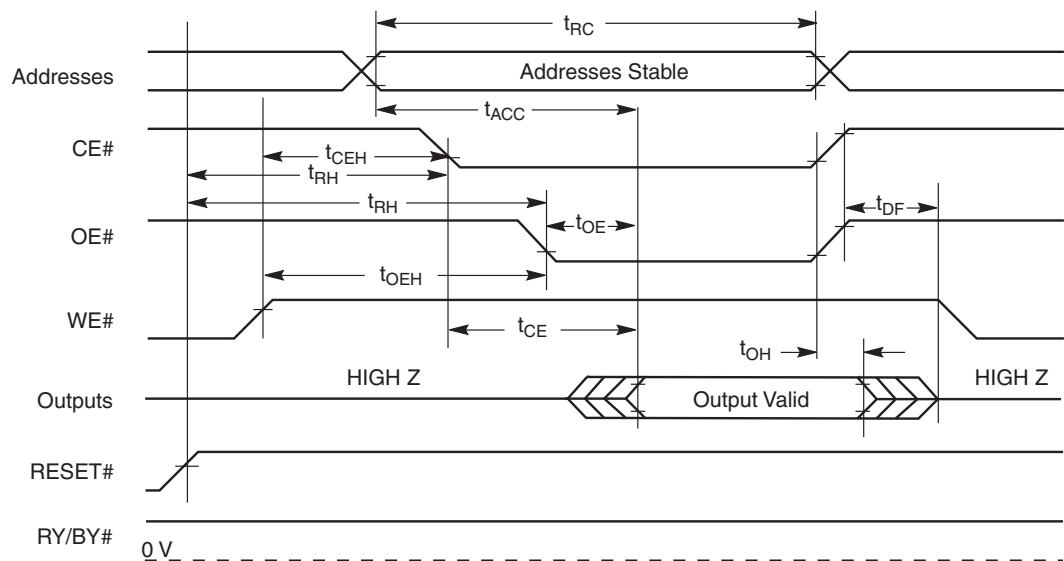 tRC
Addresses
Addresses Stable
tACC
CE#
tCEH
tRH
tRH
OE#
tOE
tDF
tOEH
WE#
tCE
tOH
HIGH Z
HIGH Z
Outputs
Output Valid
RESET#
RY/BY#
0 V